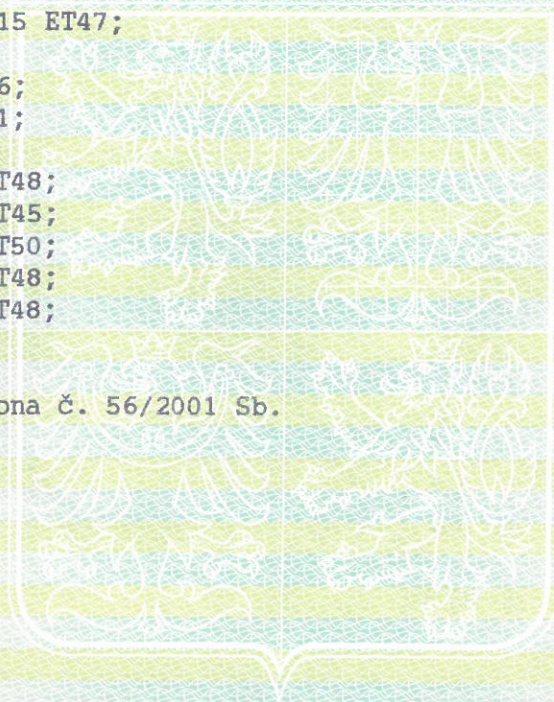 15 ET47;
6;
1;
T48;
T45;
T50;
T48;
T48;
ona č. 56/2001 Sb.